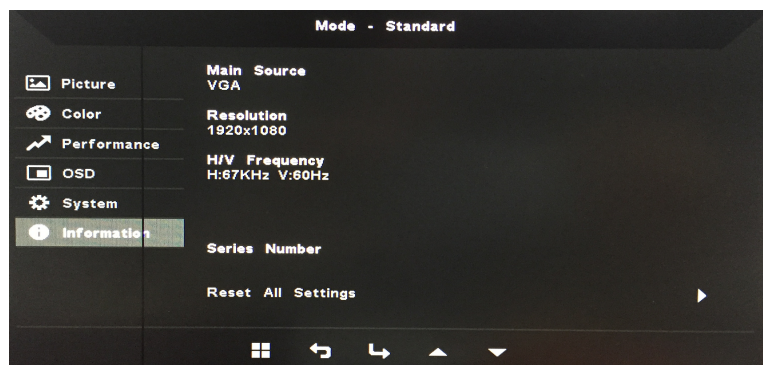 Mode - Standard
Picture
Color
Performance
OSD
System
Information
Main Source
VGA
Resolution
1920x1080
H/V Frequency
H:67KHz V:60Hz
Series Number
Reset All Settings